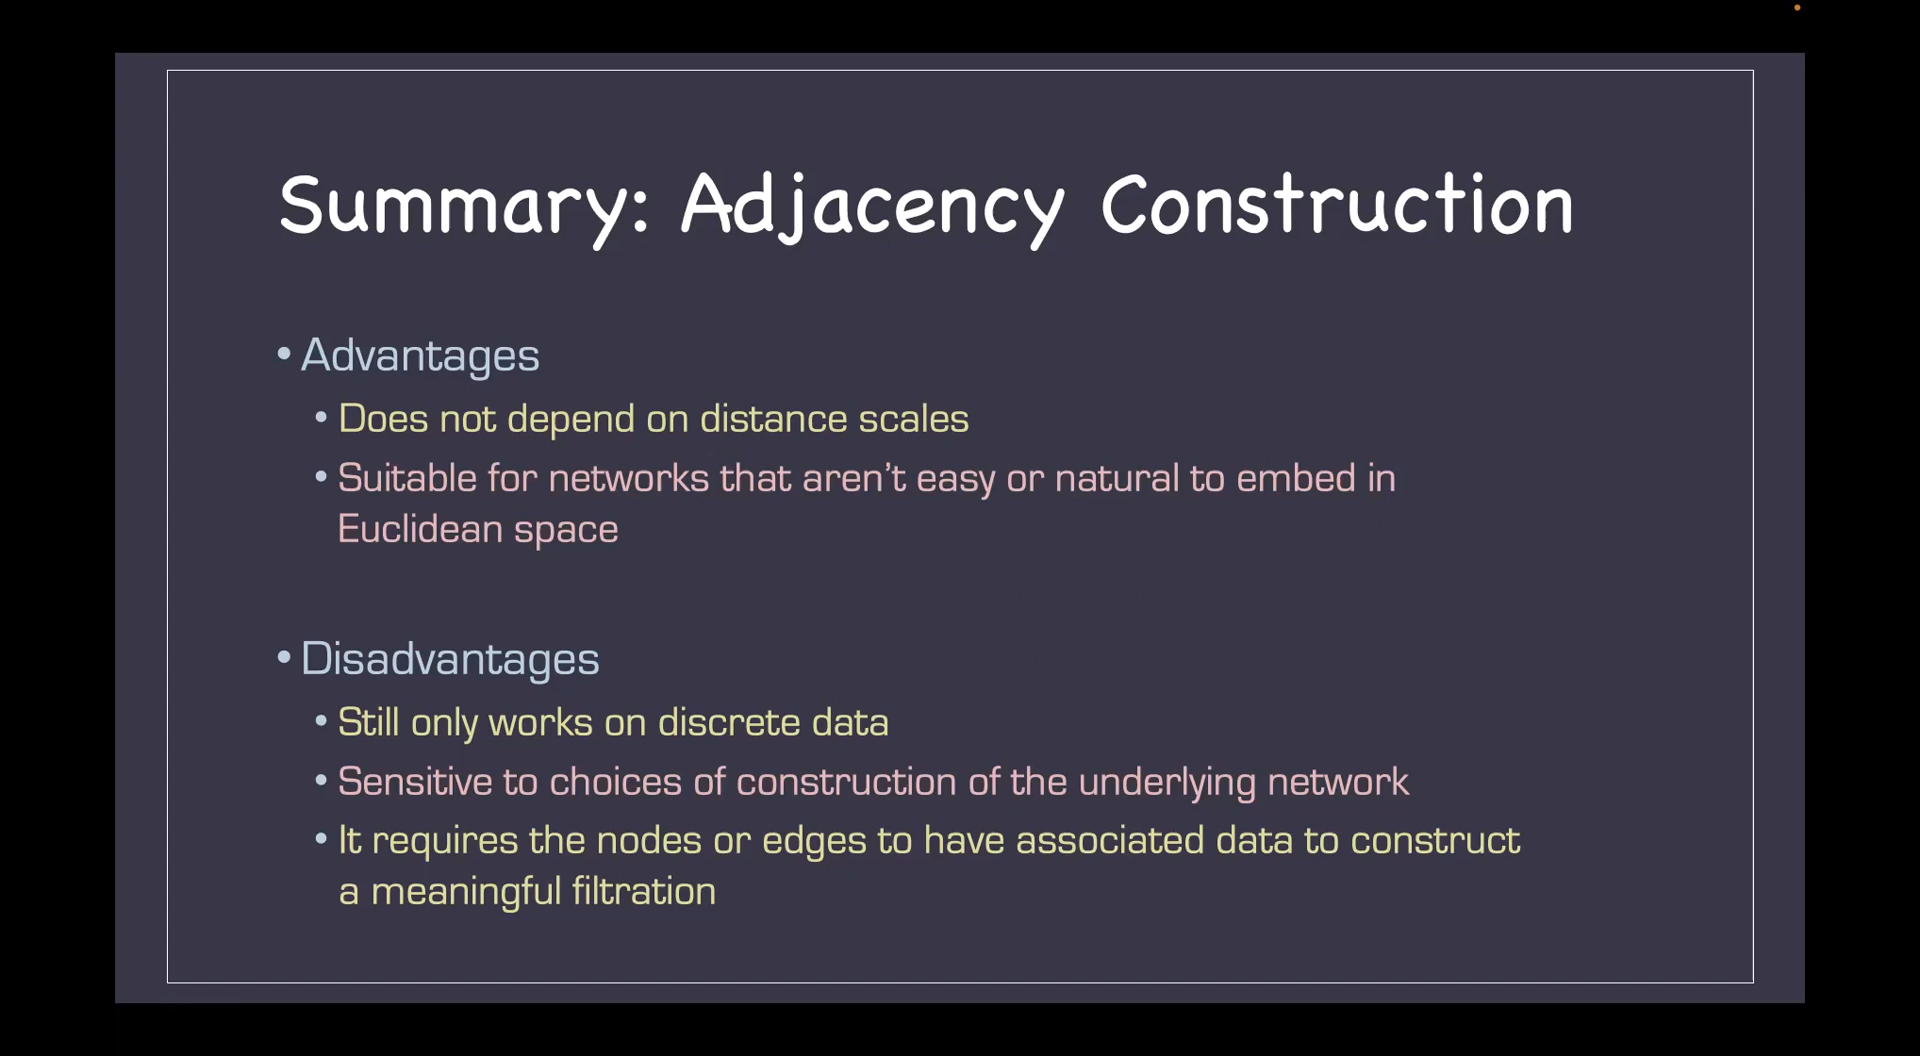 Summary: Adjacency Construction
• Advantages
• Does not depend on distance scales
• Suitable for networks that aren’t easy or natural to embed in
Euclidean space
• Disadvantages
• Still only works on discrete data
• Sensitive to choices of construction of the underlying network
• It requires the nodes or edges to have associated data to construct
a meaningful filtration